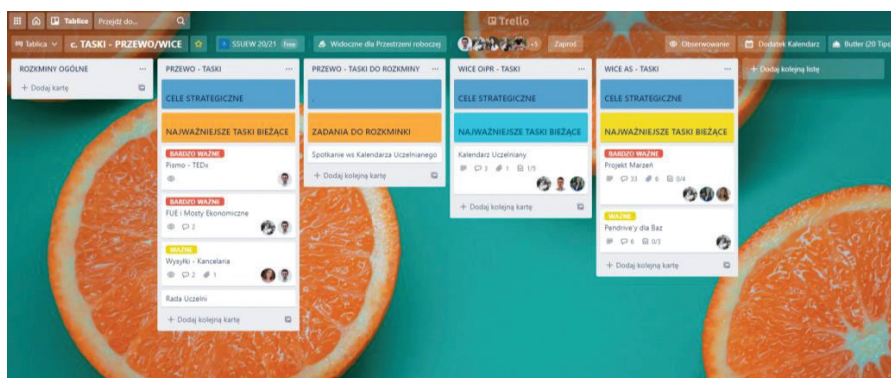 Tablice
Przejdź do...
Trello
Tablica
c. TASKI - PRZEWO/WICE
SSUEW 20/21
Free
Widoczne dla Przestrzeni roboczej
+5
Zaproś
Obserwowanie
Dodatek Kalendarz
Butler (20 Tips
ROZKMINY OGÓLNE
+ Dodaj kartę
PRZEWO - TASKI
CELE STRATEGICZNE
NAJWAŻNIEJSZE TASKI BIEŻĄCE
BARDZO WAŻNE
Pismo - TEDx
BARDZO WAŻNE
FUE i Mosty Ekonomiczne
2
WAŻNE
Wysyłki - Kancelaria
2 1
Rada Uczelni
+ Dodaj kolejną kartę
PRZEWO - TASKI DO ROZKMINY
.
ZADANIA DO ROZKMINKI
Spotkanie ws Kalendarza Uczelnianego
+ Dodaj kolejną kartę
WICE OiPR - TASKI
CELE STRATEGICZNE
NAJWAŻNIEJSZE TASKI BIEŻĄCE
Kalendarz Uczelniany
3 1 1/5
+ Dodaj kolejną kartę
WICE AS - TASKI
CELE STRATEGICZNE
NAJWAŻNIEJSZE TASKI BIEŻĄCE
BARDZO WAŻNE
Projekt Marzeń
33 6 0/4
WAŻNE
Pendrive'y dla Baz
6 0/3
+ Dodaj kolejną kartę
+ Dodaj kolejną listę